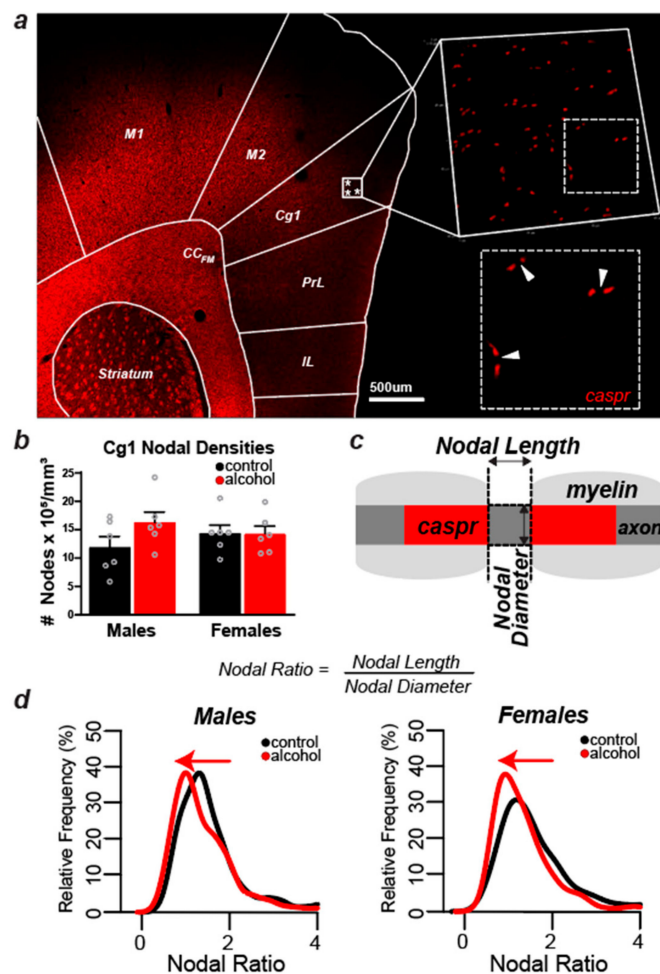 a
M1
M2
Cg1
CC_FM
PrL
IL
Striatum
500um
caspr
b
Cg1 Nodal Densities
control
alcohol
# Nodes x 10⁵/mm³
25
20
15
10
5
0
Males
Females
c
Nodal Length
myelin
caspr
axon
Nodal
Diameter
Nodal Ratio = Nodal Length
Nodal Diameter
d
Males
control
alcohol
Relative Frequency (%)
50
40
30
20
10
0
0 2 4
Nodal Ratio
Females
control
alcohol
Relative Frequency (%)
50
40
30
20
10
0
0 2 4
Nodal Ratio